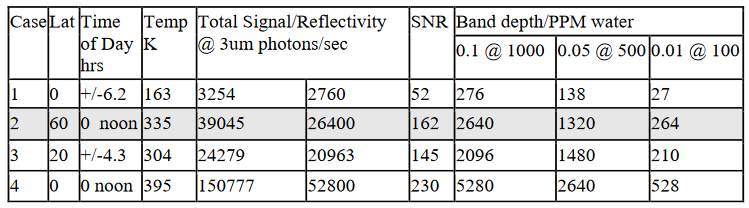 Case Lat Time of Day hrs Temp K Total Signal/Reflectivity @ 3um photons/sec SNR Band depth/PPM water
0.1 @ 1000 0.05 @ 500 0.01 @ 100
1 0 +/-6.2 163 3254 2760 52 276 138 27
2 60 0 noon 335 39045 26400 162 2640 1320 264
3 20 +/-4.3 304 24279 20963 145 2096 1480 210
4 0 0 noon 395 150777 52800 230 5280 2640 528